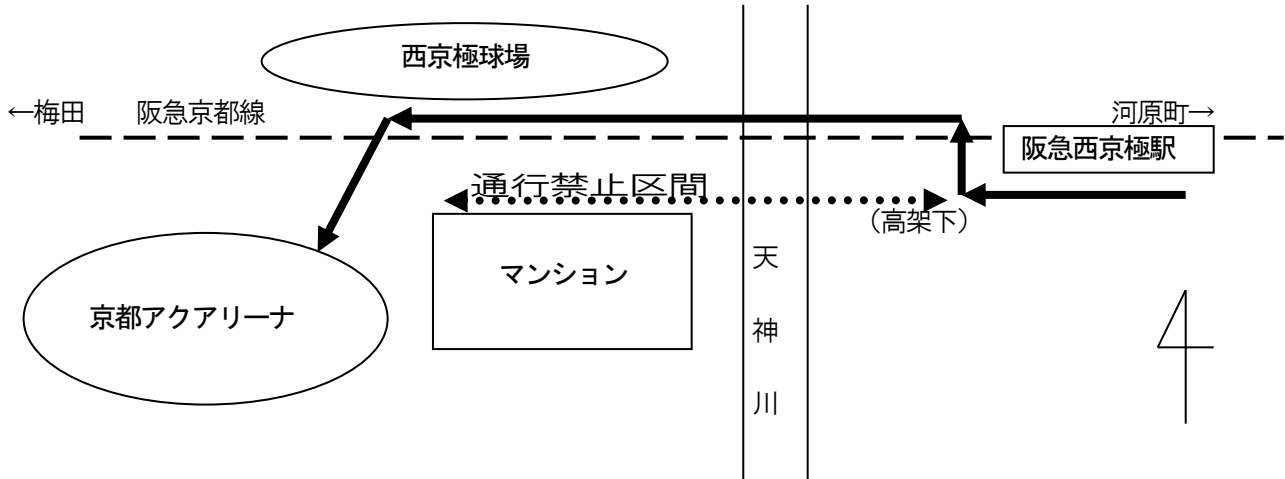 西京極球場
←梅田
阪急京都線
河原町→
阪急西京極駅
通行禁止区間
（高架下）
マンション
天神川
京都アクアリーナ